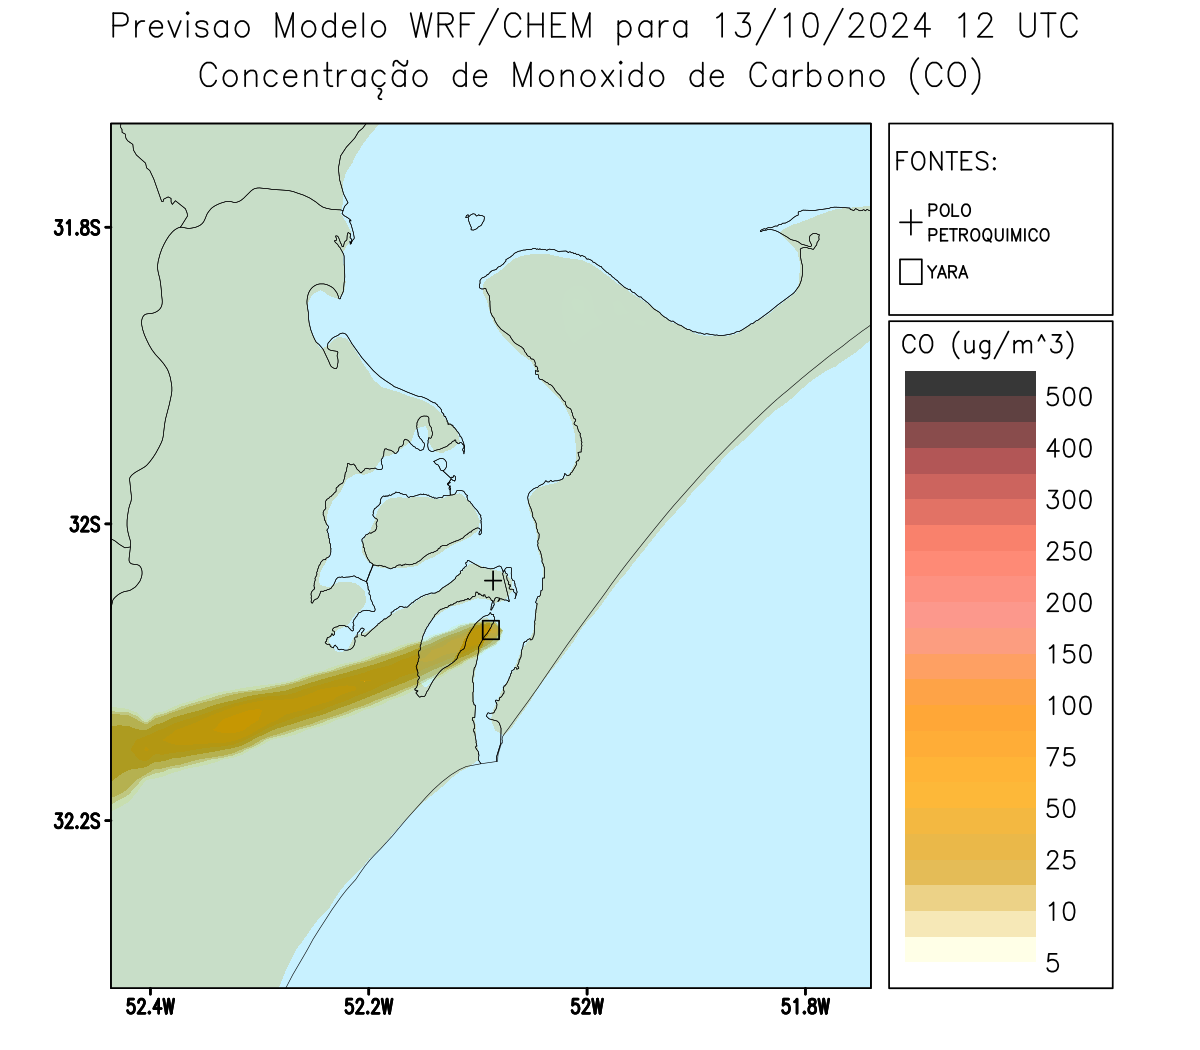 Previsao Modelo WRF/CHEM para 13/10/2024 12 UTC
Concentração de Monoxido de Carbono (CO)
31.8S
32S
32.2S
52.4W
52.2W
52W
51.8W
FONTES:
POLO
PETROQUIMICO
YARA
CO (ug/m^3)
500
400
300
250
200
150
100
75
50
25
10
5